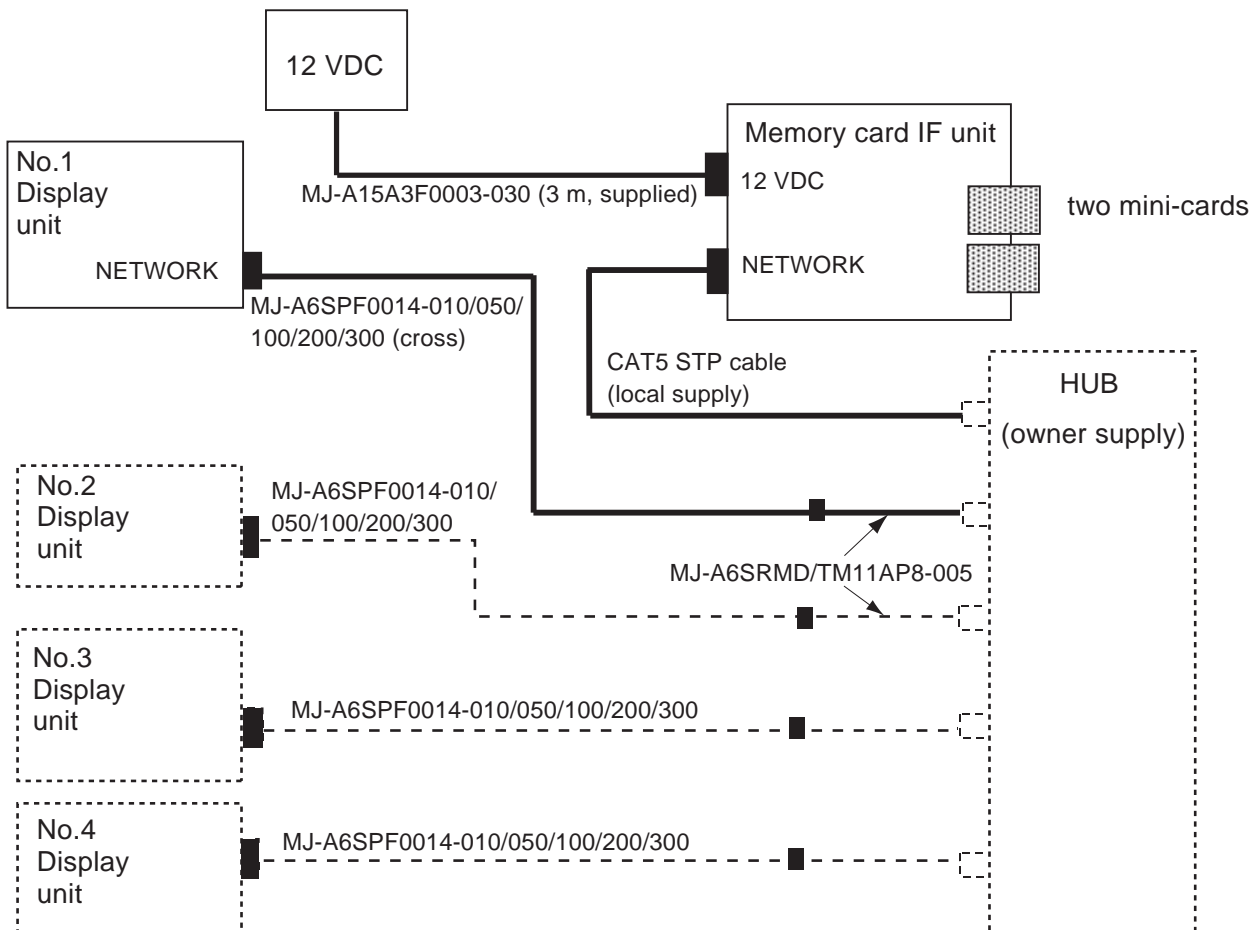 12 VDC
No.1
Display
unit
NETWORK
Memory card IF unit
12 VDC
NETWORK
two mini-cards
MJ-A15A3F0003-030 (3 m, supplied)
MJ-A6SPF0014-010/050/
100/200/300 (cross)
CAT5 STP cable
(local supply)
HUB
(owner supply)
No.2
Display
unit
MJ-A6SPF0014-010/
050/100/200/300
MJ-A6SRMD/TM11AP8-005
No.3
Display
unit
MJ-A6SPF0014-010/050/100/200/300
No.4
Display
unit
MJ-A6SPF0014-010/050/100/200/300